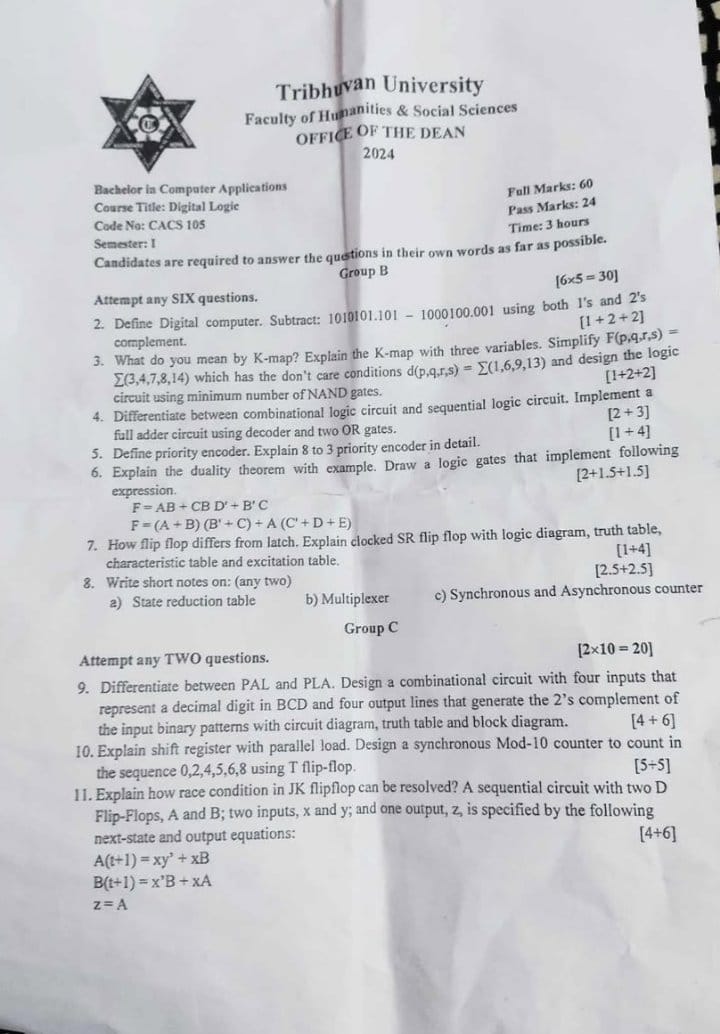 Tribhuvan University
Faculty of Humanities & Social Sciences
OFFICE OF THE DEAN
2024
Bachelor in Computer Applications
Course Title: Digital Logic
Code No: CACS 105
Semester: I
Full Marks: 60
Pass Marks: 24
Time: 3 hours
Candidates are required to answer the questions in their own words as far as possible.
Group B
Attempt any SIX questions. [6×5 = 30]
2. Define Digital computer. Subtract: 1010101.101 – 1000100.001 using both 1's and 2's
complement. [1 + 2 + 2]
3. What do you mean by K-map? Explain the K-map with three variables. Simplify F(p,q,r,s) =
∑(3,4,7,8,14) which has the don't care conditions d(p,q,r,s) = ∑(1,6,9,13) and design the logic
circuit using minimum number of NAND gates. [1+2+2]
4. Differentiate between combinational logic circuit and sequential logic circuit. Implement a
full adder circuit using decoder and two OR gates. [2 + 3]
5. Define priority encoder. Explain 8 to 3 priority encoder in detail. [1 + 4]
6. Explain the duality theorem with example. Draw a logic gates that implement following
expression. [2+1.5+1.5]
F = AB + CB D' + B' C
F = (A + B) (B' + C) + A (C' + D + E)
7. How flip flop differs from latch. Explain clocked SR flip flop with logic diagram, truth table,
characteristic table and excitation table. [1+4]
8. Write short notes on: (any two) [2.5+2.5]
a) State reduction table b) Multiplexer c) Synchronous and Asynchronous counter
Group C
Attempt any TWO questions. [2×10 = 20]
9. Differentiate between PAL and PLA. Design a combinational circuit with four inputs that
represent a decimal digit in BCD and four output lines that generate the 2's complement of
the input binary patterns with circuit diagram, truth table and block diagram. [4 + 6]
10. Explain shift register with parallel load. Design a synchronous Mod-10 counter to count in
the sequence 0,2,4,5,6,8 using T flip-flop. [5+5]
11. Explain how race condition in JK flipflop can be resolved? A sequential circuit with two D
Flip-Flops, A and B; two inputs, x and y; and one output, z, is specified by the following
next-state and output equations: [4+6]
A(t+1) = xy' + xB
B(t+1) = x'B + xA
z = A